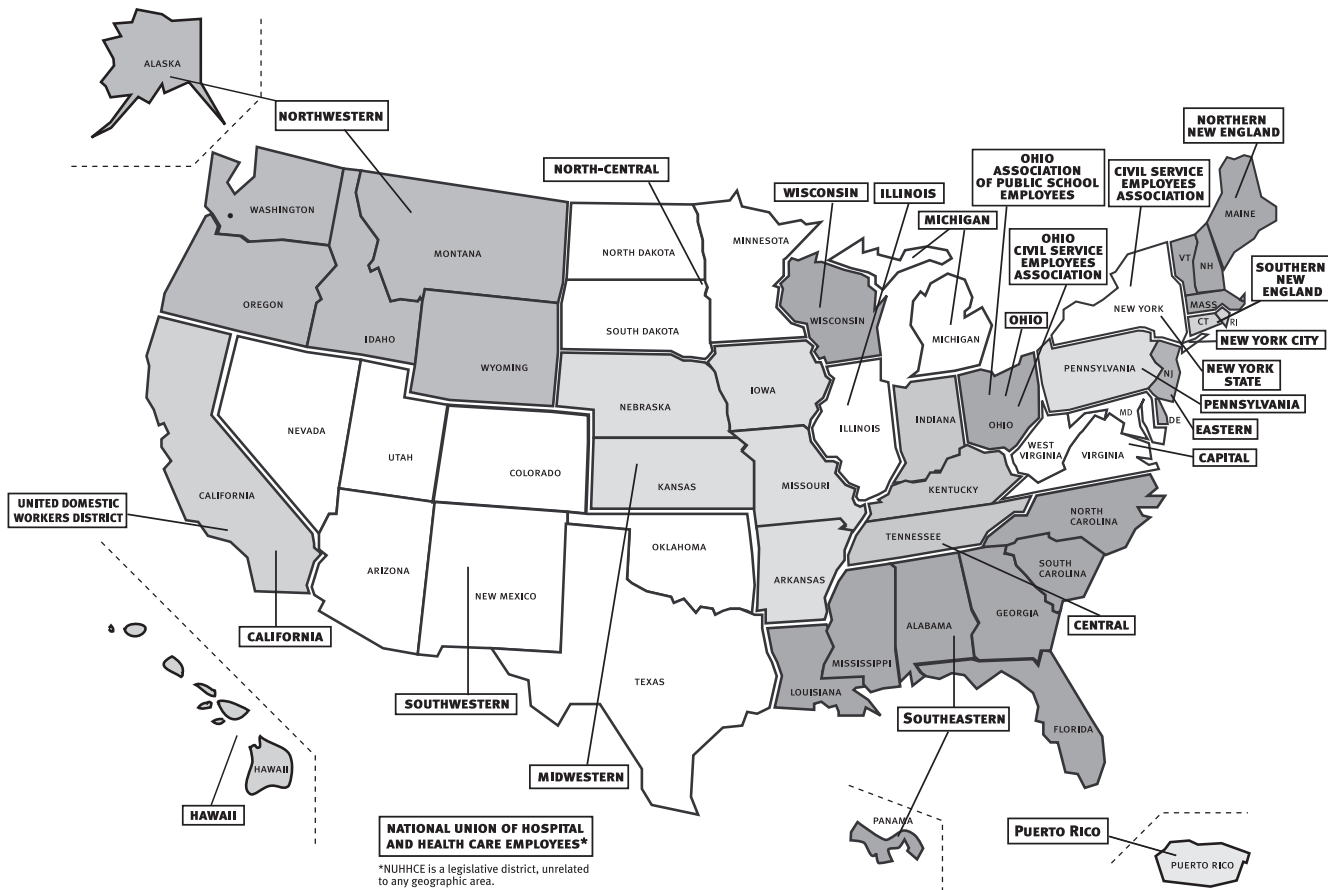 ALASKA
NORTHWESTERN
NORTHERN
NEW ENGLAND
NORTH-CENTRAL
WISCONSIN
ILLINOIS
MICHIGAN
OHIO
ASSOCIATION
OF PUBLIC SCHOOL
EMPLOYEES
CIVIL SERVICE
EMPLOYEES
ASSOCIATION
OHIO
CIVIL SERVICE
EMPLOYEES
ASSOCIATION
OHIO
SOUTHERN
NEW
ENGLAND
NEW YORK CITY
NEW YORK
STATE
PENNSYLVANIA
EASTERN
CAPITAL
WASHINGTON
OREGON
IDAHO
MONTANA
WYOMING
NORTH DAKOTA
SOUTH DAKOTA
MINNESOTA
WISCONSIN
MICHIGAN
NEBRASKA
IOWA
ILLINOIS
INDIANA
OHIO
PENNSYLVANIA
NEW YORK
VT
NH
MAINE
MASS
CT
RI
NJ
MD
DE
WEST
VIRGINIA
VIRGINIA
NEVADA
UTAH
COLORADO
KANSAS
MISSOURI
KENTUCKY
CALIFORNIA
UNITED DOMESTIC
WORKERS DISTRICT
ARIZONA
NEW MEXICO
OKLAHOMA
ARKANSAS
TENNESSEE
NORTH
CAROLINA
SOUTH
CAROLINA
GEORGIA
ALABAMA
MISSISSIPPI
LOUISIANA
TEXAS
FLORIDA
CALIFORNIA
CENTRAL
SOUTHWESTERN
SOUTHEASTERN
MIDWESTERN
HAWAII
HAWAII
NATIONAL UNION OF HOSPITAL
AND HEALTH CARE EMPLOYEES*
*NUHHCE is a legislative district, unrelated
to any geographic area.
PANAMA
PUERTO RICO
PUERTO RICO